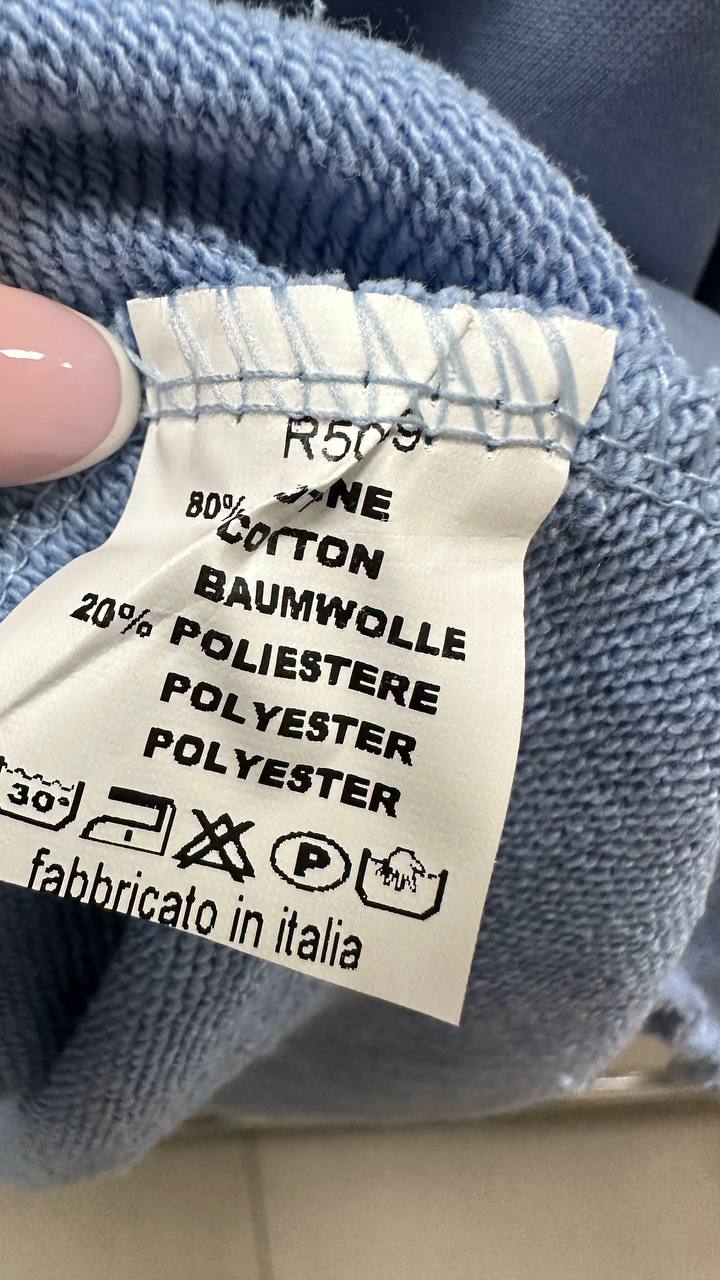 80%
COTTON
BAUMWOLLE
20% POLIESTERE
POLYESTER
POLYESTER
30°
P
fabbricato in italia